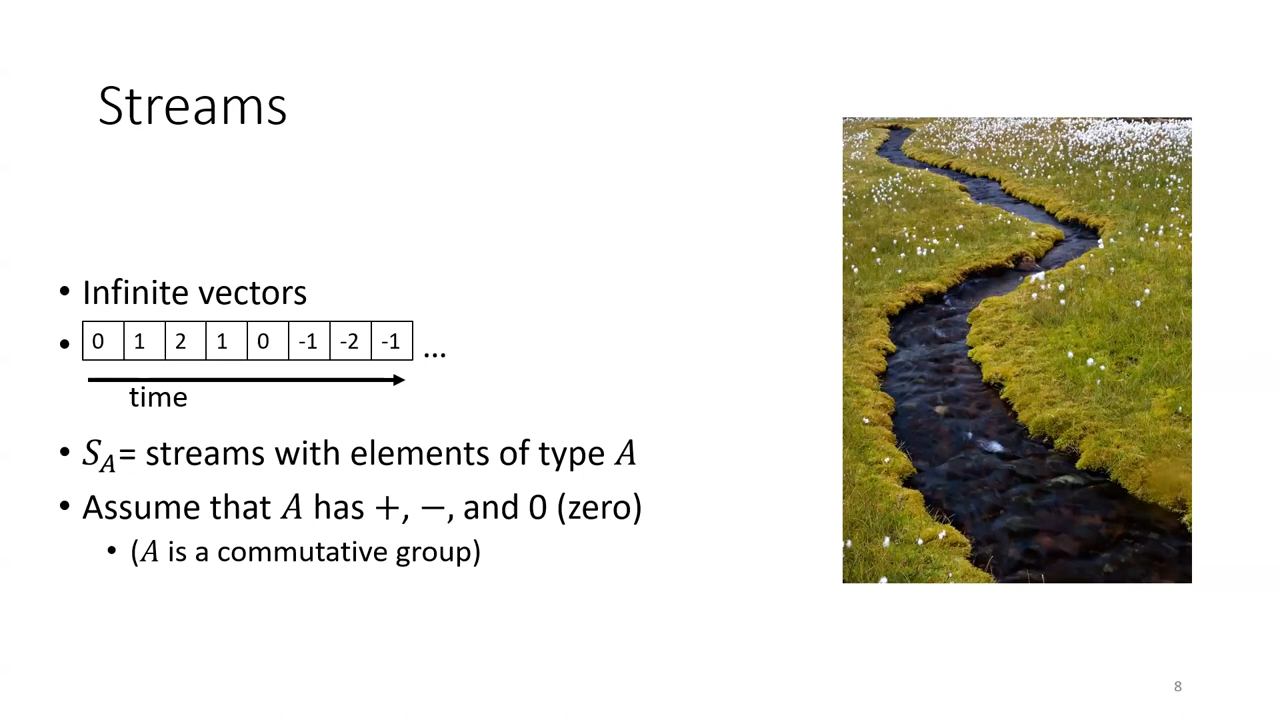 Streams
• Infinite vectors
• 0 1 2 1 0 -1 -2 -1 ...
time
• S_A= streams with elements of type A
• Assume that A has +, −, and 0 (zero)
• (A is a commutative group)
8